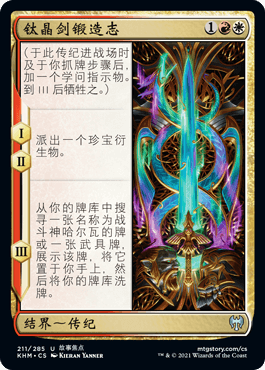 钛晶剑锻造志
1
(于此传纪进战场时
及于你抓牌步骤后,
加一个学问指示物。
到 III 后牺牲之。)
I
II
派出一个珍宝衍
生物。
III
从你的牌库中搜
寻一张名称为战
斗神哈尔瓦的牌
或一张武具牌,
展示该牌,将它
置于你手上,然
后将你的牌库洗
牌。
结界~传纪
211/285 U 故事焦点
KHM • CS KIERAN YANNER
mtgstory.com/cs
™ & © 2021 Wizards of the Coast